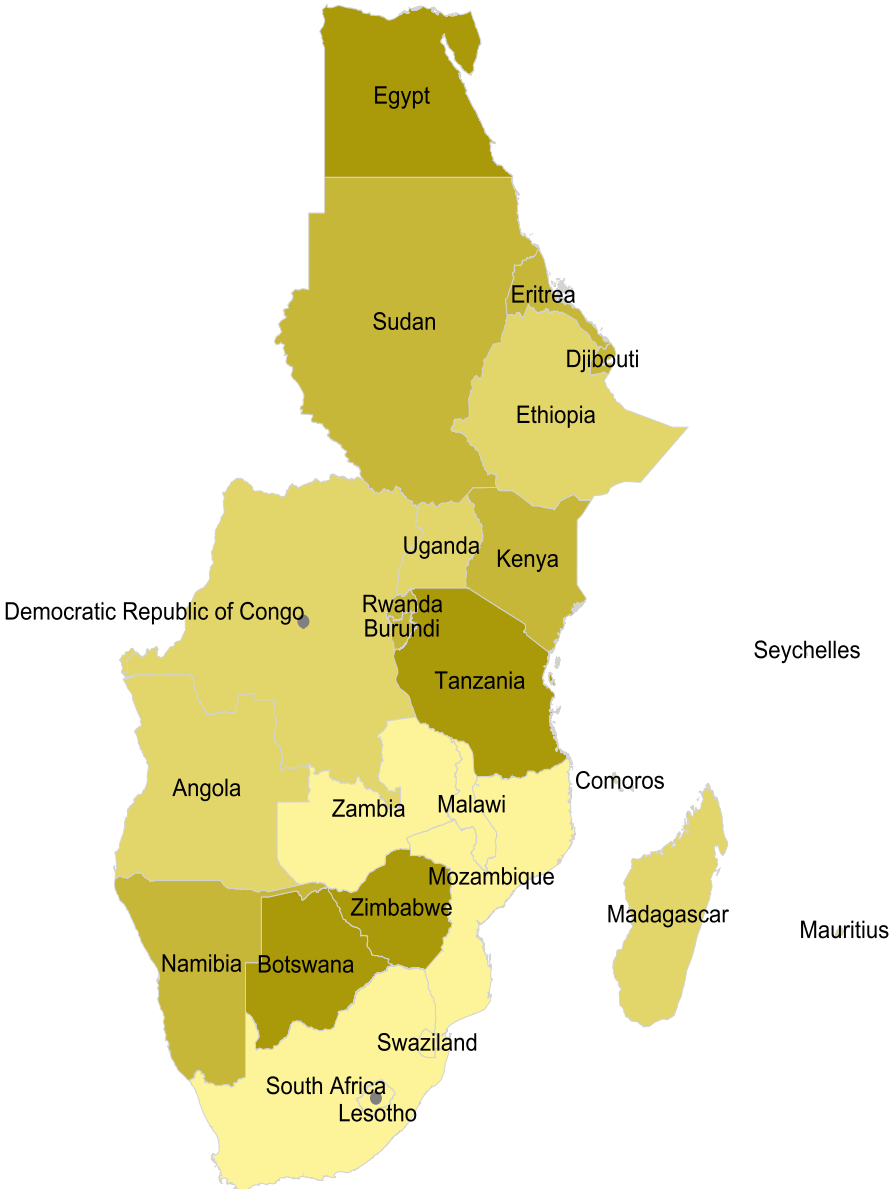 Egypt
Eritrea
Sudan
Djibouti
Ethiopia
Uganda
Kenya
Rwanda
Democratic Republic of Congo
Burundi
Seychelles
Tanzania
Comoros
Angola
Malawi
Zambia
Mozambique
Zimbabwe
Madagascar
Mauritius
Namibia
Botswana
Swaziland
South Africa
Lesotho